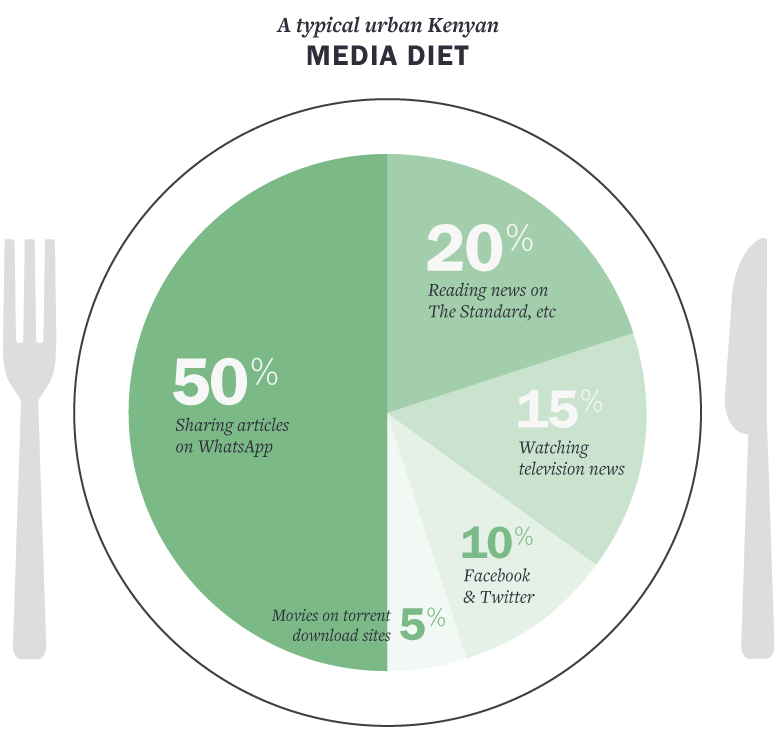 A typical urban Kenyan
MEDIA DIET
20%
Reading news on
The Standard, etc
50%
Sharing articles
on WhatsApp
15%
Watching
television news
10%
Facebook
& Twitter
Movies on torrent
download sites
5%